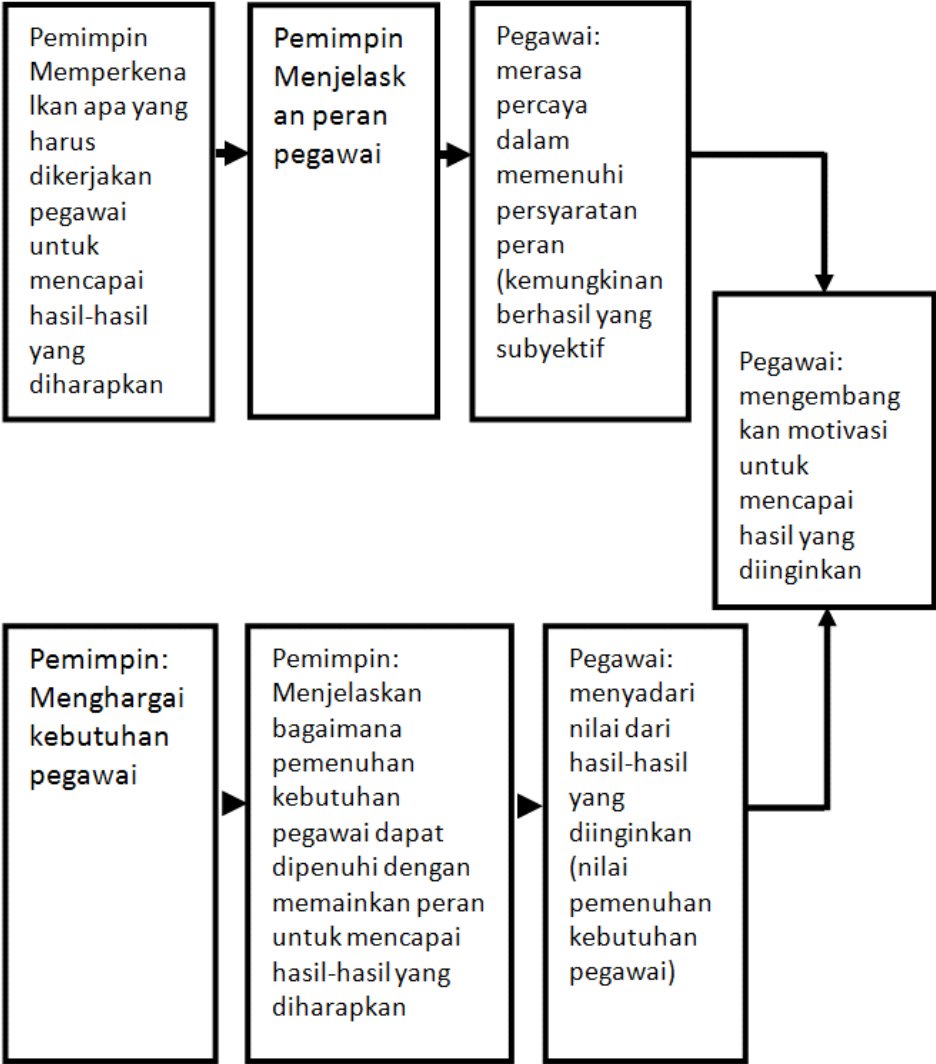 Pemimpin
Memperkena
lkan apa yang
harus
dikerjakan
pegawai
untuk
mencapai
hasil-hasil
yang
diharapkan
Pemimpin
Menjelask
an peran
pegawai
Pegawai:
merasa
percaya
dalam
memenuhi
persyaratan
peran
(kemungkinan
berhasil yang
subyektif
Pegawai:
mengembang
kan motivasi
untuk
mencapai
hasil yang
diinginkan
Pemimpin:
Menghargai
kebutuhan
pegawai
Pemimpin:
Menjelaskan
bagaimana
pemenuhan
kebutuhan
pegawai dapat
dipenuhi dengan
memainkan peran
untuk mencapai
hasil-hasil yang
diharapkan
Pegawai:
menyadari
nilai dari
hasil-hasil
yang
diinginkan
(nilai
pemenuhan
kebutuhan
pegawai)